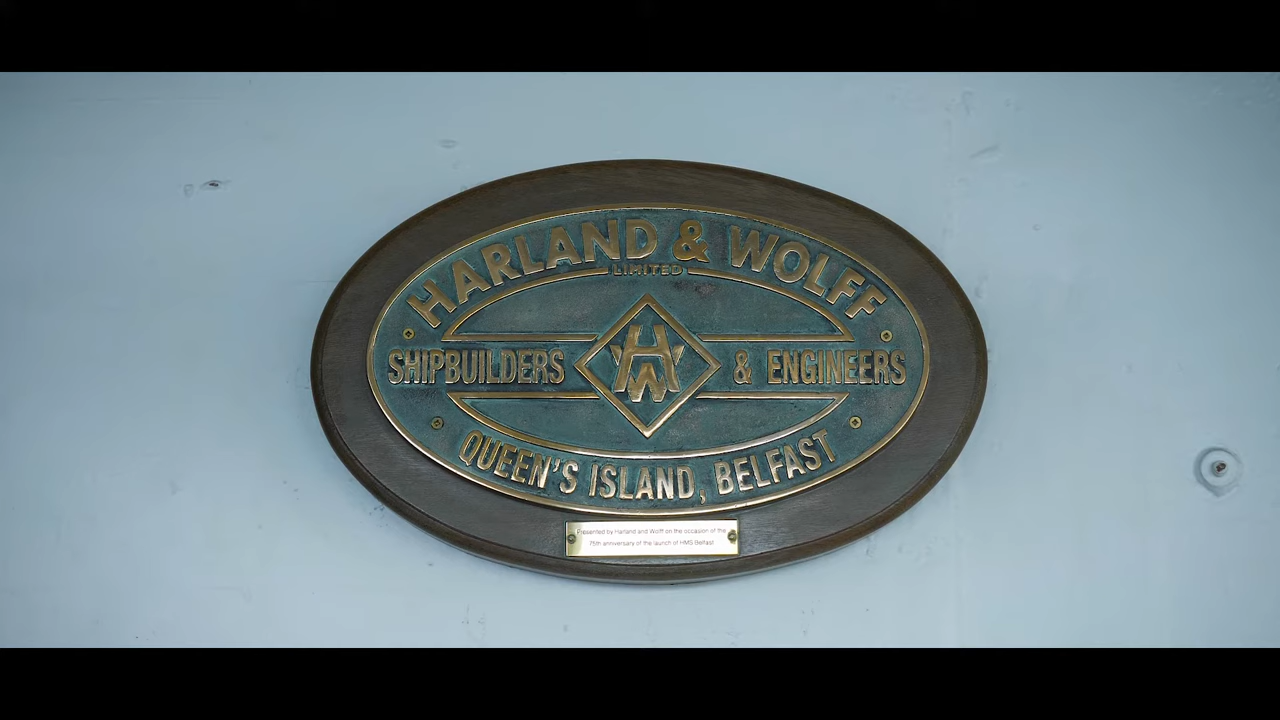 HARLAND & WOLFF
LIMITED
SHIPBUILDERS & ENGINEERS
HW
QUEEN'S ISLAND, BELFAST
Presented by Harland and Wolff on the occasion of the
75th anniversary of the launch of HMS Belfast